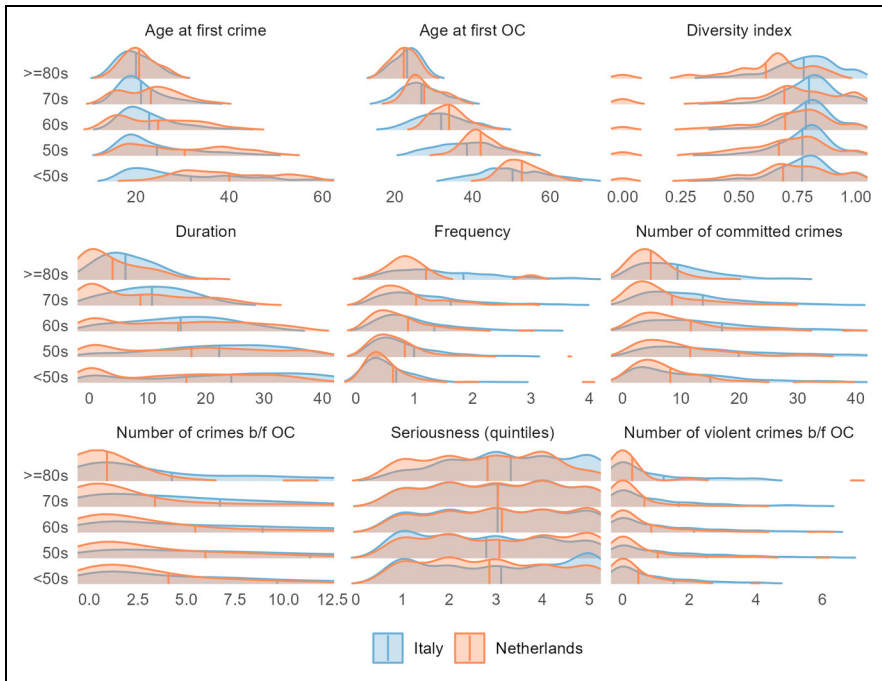 Age at first crime Age at first OC Diversity index
>=80s
70s
60s
50s
<50s
20 40 60 20 40 60 0.00 0.25 0.50 0.75 1.00
Duration Frequency Number of committed crimes
>=80s
70s
60s
50s
<50s
0 10 20 30 40 0 1 2 3 4 0 10 20 30 40
Number of crimes b/f OC Seriousness (quintiles) Number of violent crimes b/f OC
>=80s
70s
60s
50s
<50s
0.0 2.5 5.0 7.5 10.0 12.5 0 1 2 3 4 5 0 2 4 6
Italy Netherlands